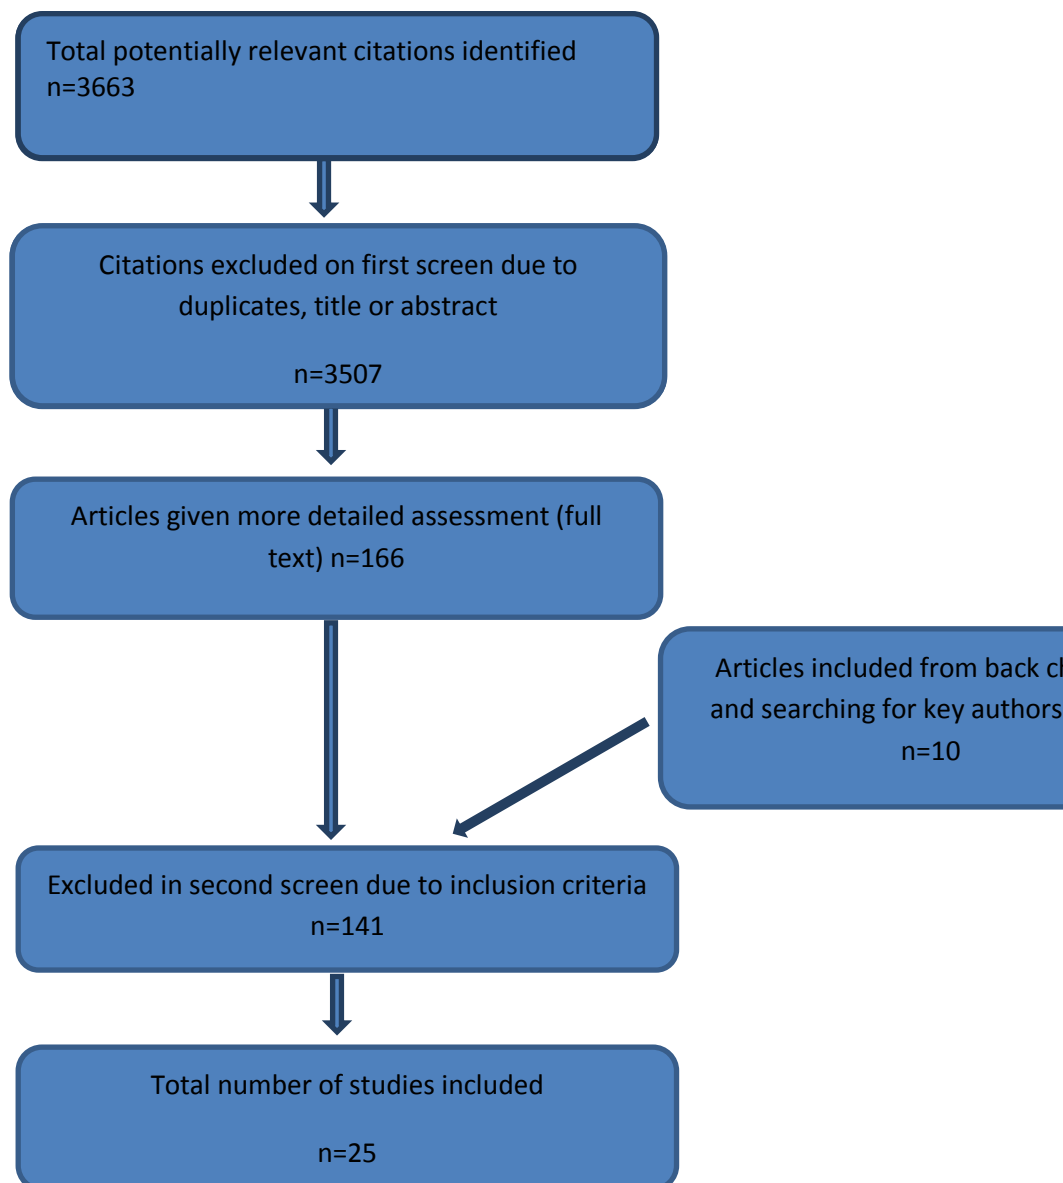 Total potentially relevant citations identified
n=3663
Citations excluded on first screen due to
duplicates, title or abstract
n=3507
Articles given more detailed assessment (full
text) n=166
Articles included from back
and searching for key authors
n=10
Excluded in second screen due to inclusion criteria
n=141
Total number of studies included
n=25